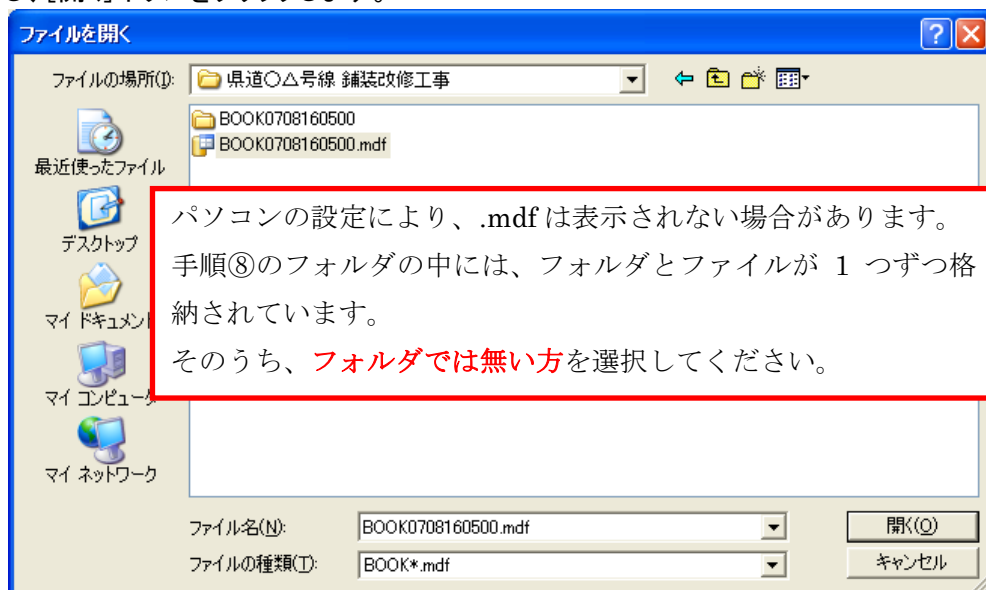 ファイルを開く
ファイルの場所(I):
県道○△号線 舗装改修工事
BOOK0708160500
BOOK0708160500.mdf
最近使ったファイル
デスクトップ
マイ ドキュメント
マイ コンピュータ
マイ ネットワーク
パソコンの設定により、.mdf は表示されない場合があります。
手順⑧のフォルダの中には、フォルダとファイルが 1 つずつ格
納されています。
そのうち、フォルダでは無い方を選択してください。
ファイル名(N):
BOOK0708160500.mdf
開く(O)
ファイルの種類(T):
BOOK*.mdf
キャンセル